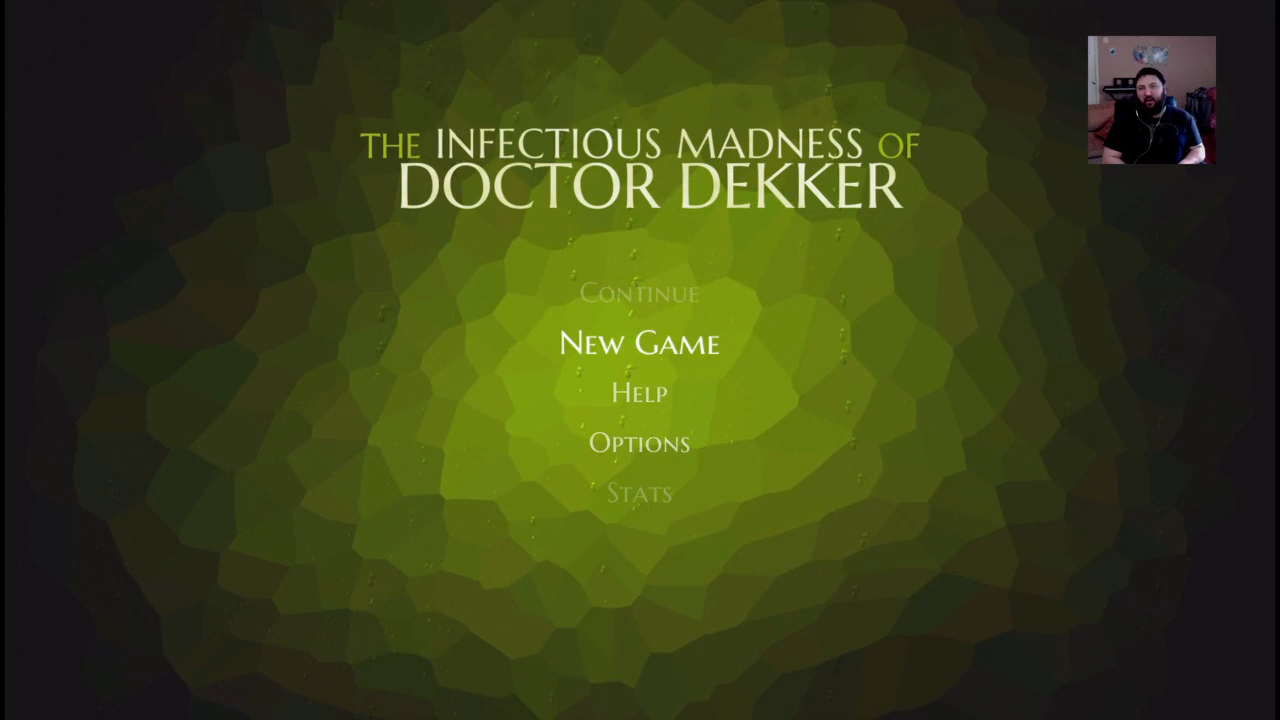 THE INFECTIOUS MADNESS OF
DOCTOR DEKKER
CONTINUE
NEW GAME
HELP
OPTIONS
STATS